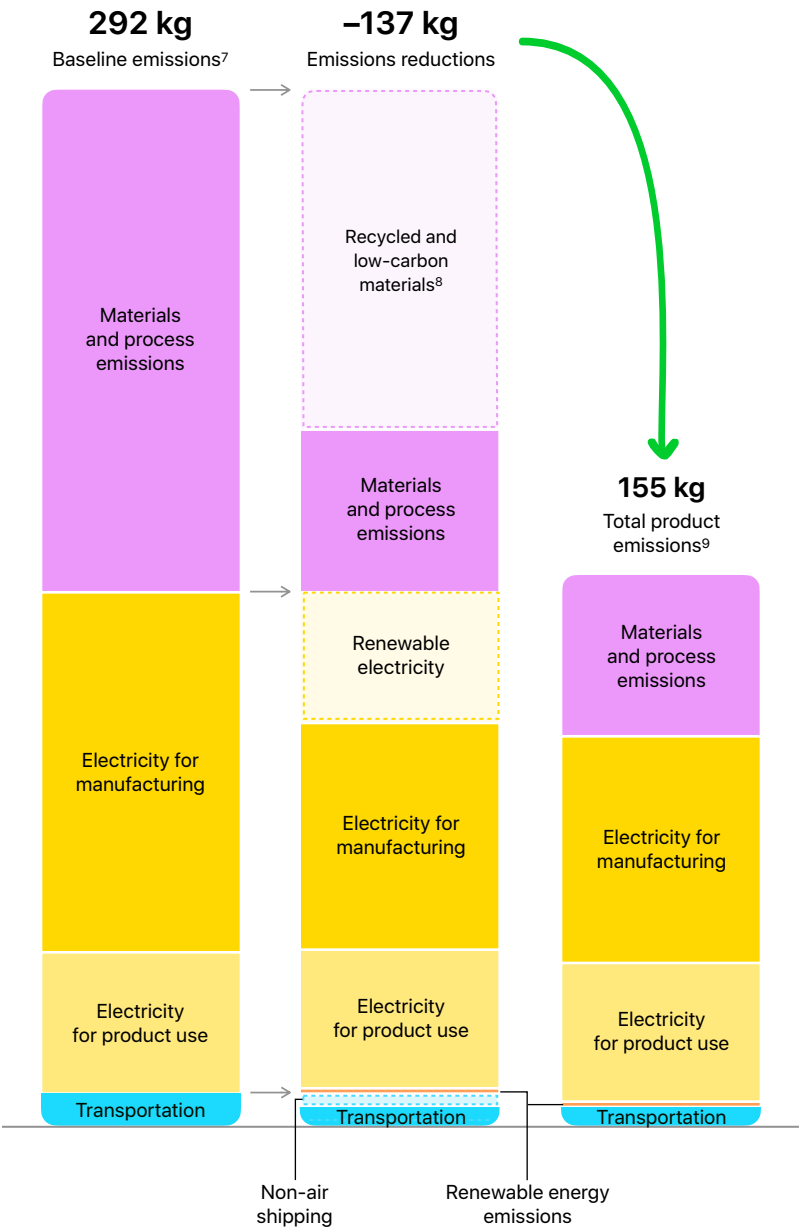 292 kg
Baseline emissions⁷
–137 kg
Emissions reductions
Materials
and process
emissions
Electricity for
manufacturing
Electricity
for product use
Transportation
Recycled and
low-carbon
materials⁸
Materials
and process
emissions
Renewable
electricity
Electricity for
manufacturing
Electricity
for product use
Transportation
Non-air
shipping
Renewable energy
emissions
155 kg
Total product
emissions⁹
Materials
and process
emissions
Electricity for
manufacturing
Electricity
for product use
Transportation